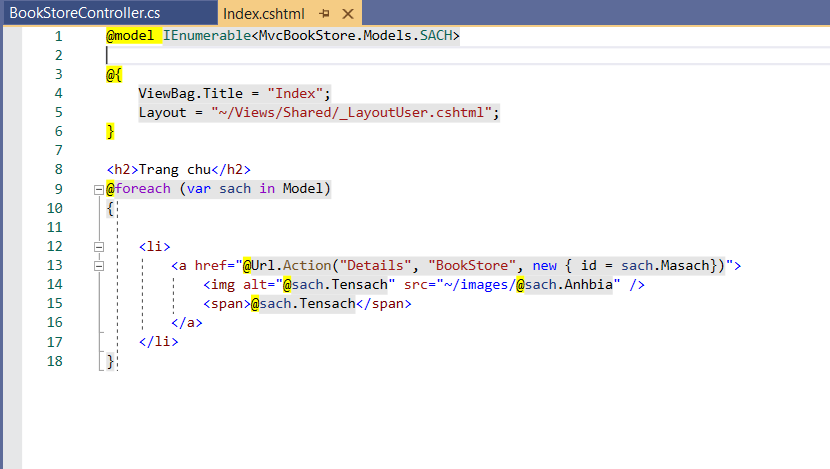 BookStoreController.cs Index.cshtml
1 @model IEnumerable<MvcBookStore.Models.SACH>
2
3 @{
4 ViewBag.Title = "Index";
5 Layout = "~/Views/Shared/_LayoutUser.cshtml";
6 }
7
8 <h2>Trang chu</h2>
9 @foreach (var sach in Model)
10 {
11
12 <li>
13 <a href="@Url.Action("Details", "BookStore", new { id = sach.Masach})">
14 <img alt="@sach.Tensach" src="~/images/@sach.Anhbia" />
15 <span>@sach.Tensach</span>
16 </a>
17 </li>
18 }